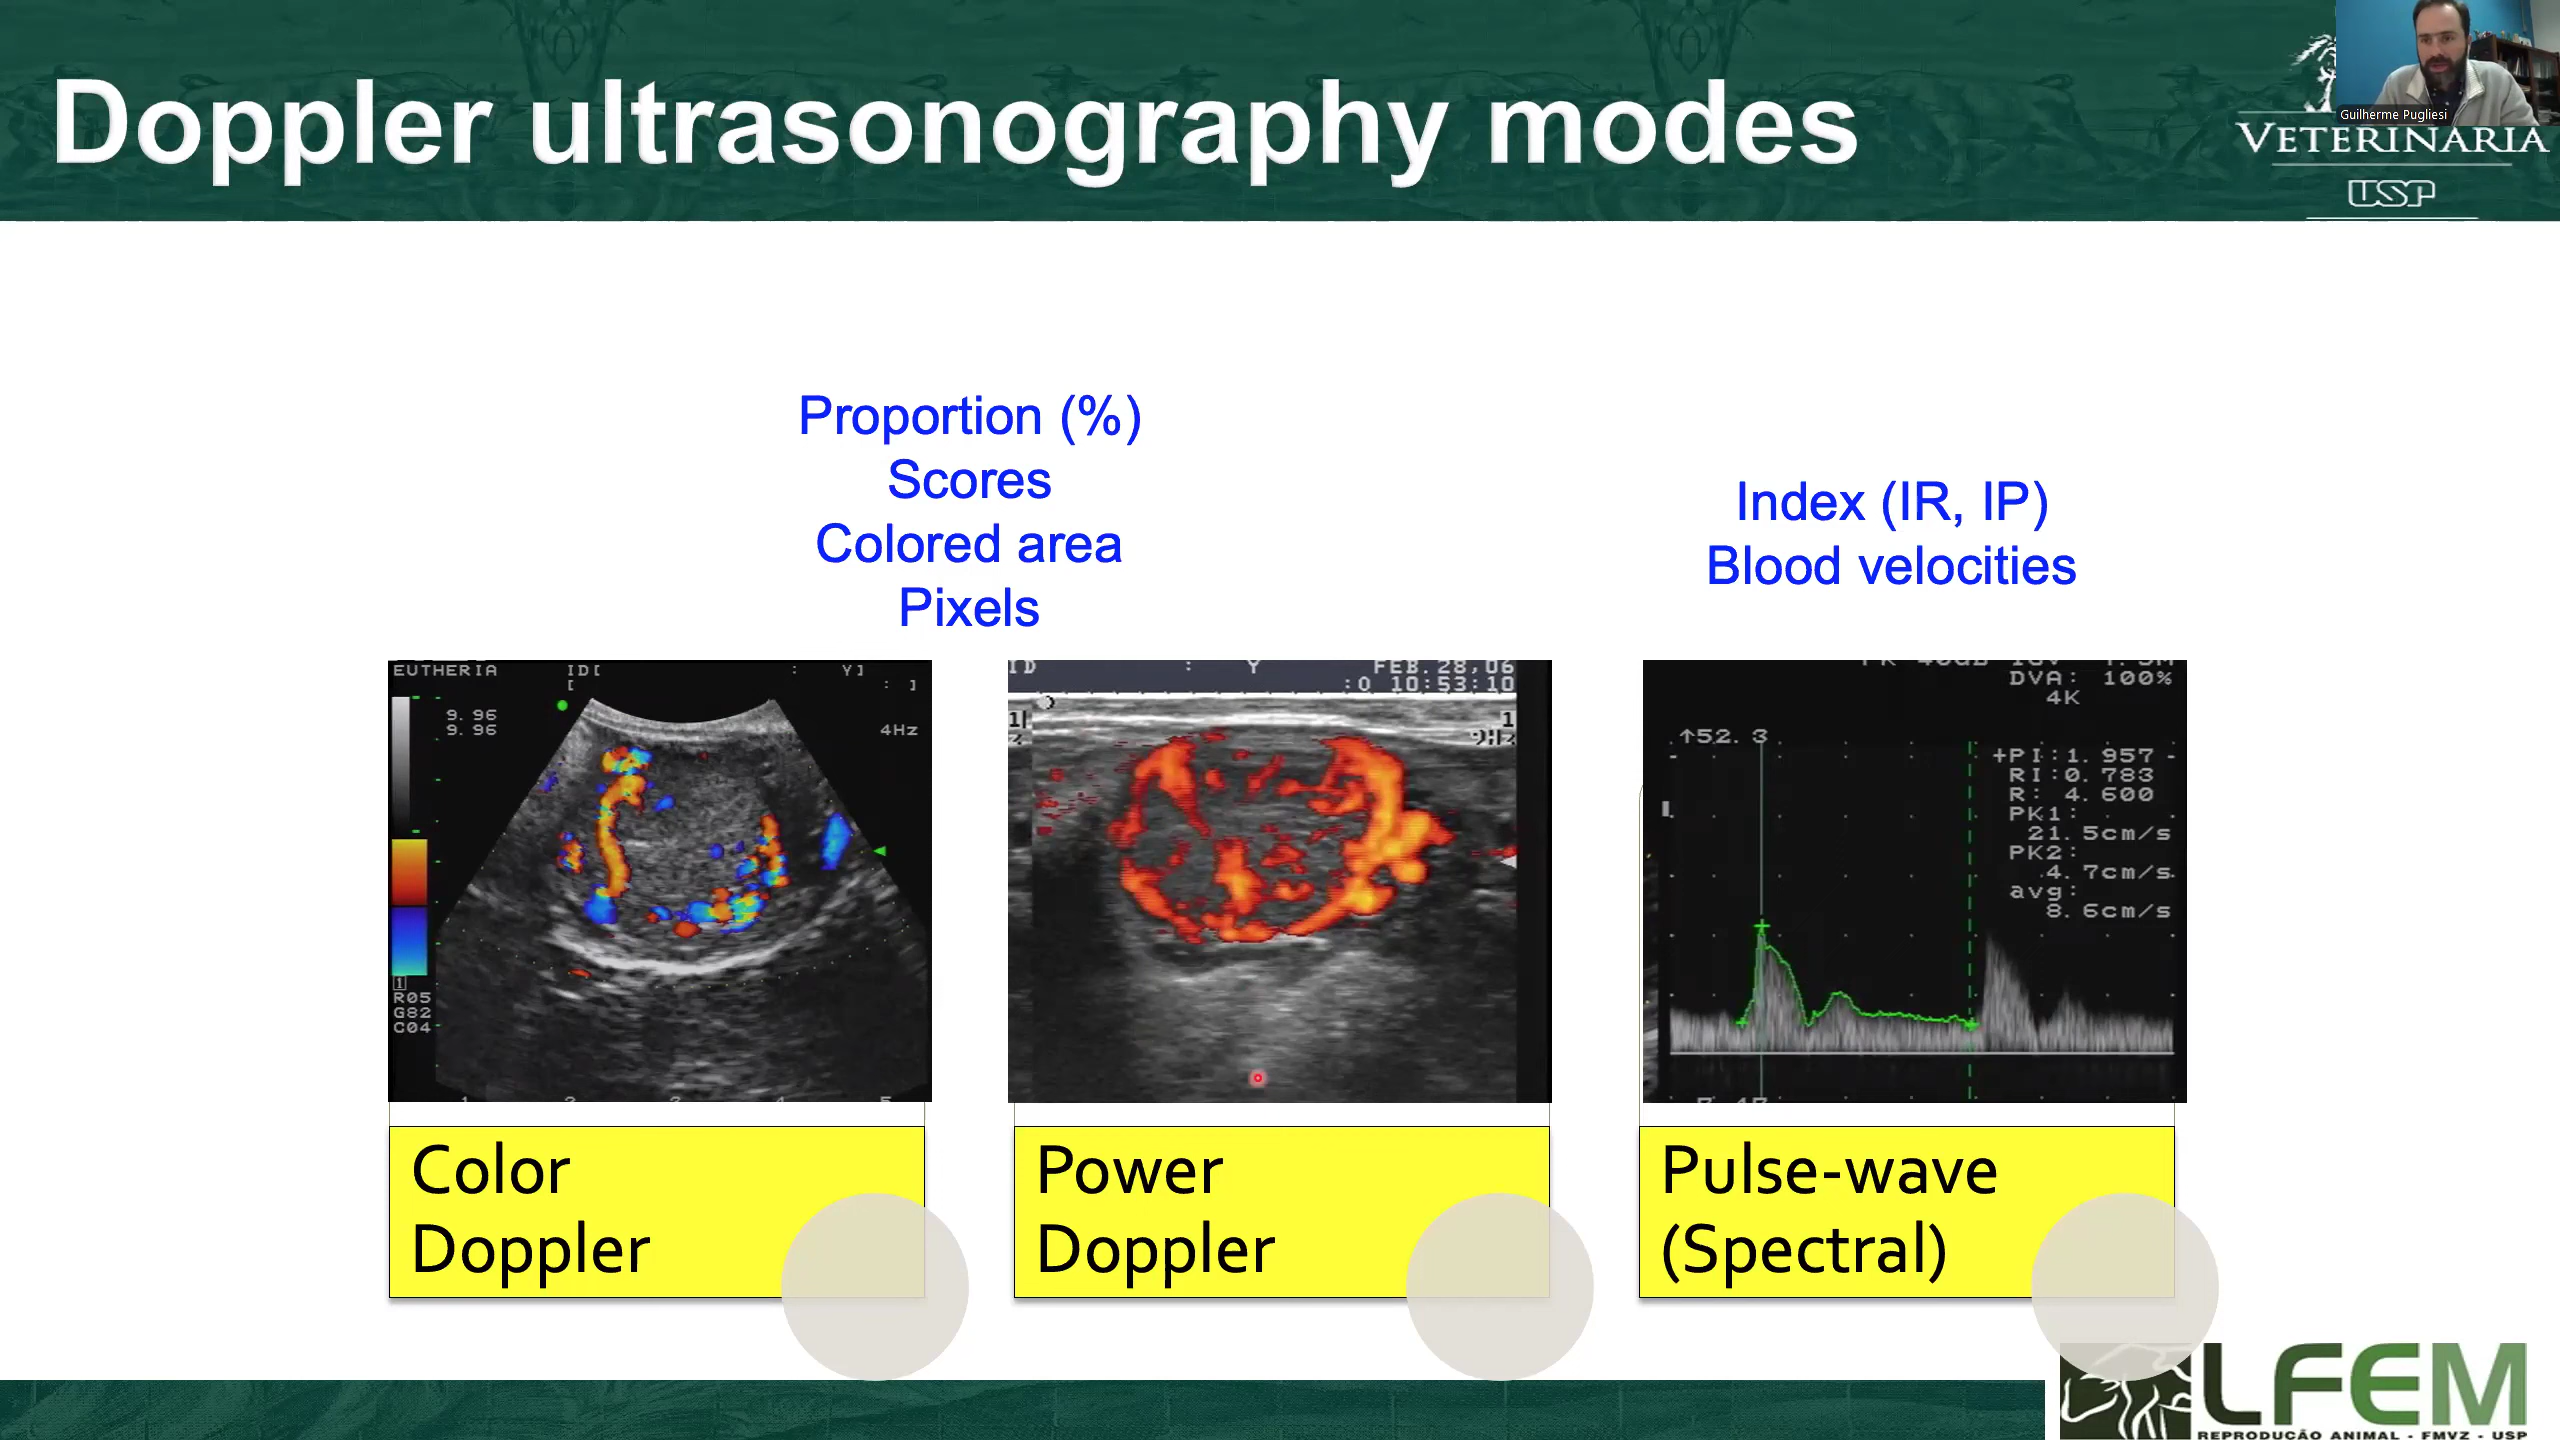 Doppler ultrasonography modes
Guilherme Pugliesi
VETERINARIA
USP
Proportion (%)
Scores
Colored area
Pixels
Index (IR, IP)
Blood velocities
EUTHERIA ID[ : Y]
[ : ]
9. 96
9. 96
4Hz
1
R05
G82
C04
ID : Y FEB.28,06
:0 10:53:10
9Hz
DVA: 100%
4K
↑52. 3
+PI:1. 957
RI:0. 783
R: 4. 600
PK1:
21. 5cm/s
PK2:
4. 7cm/s
avg:
8. 6cm/s
Color
Doppler
Power
Doppler
Pulse-wave
(Spectral)
LFEM
REPRODUÇÃO ANIMAL - FMVZ - USP